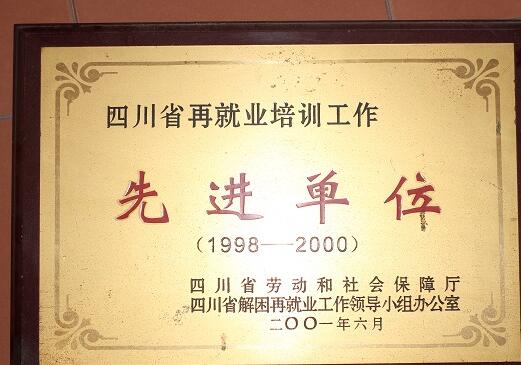 四川省再就业培训工作
先进单位
(1998—2000)
四川省劳动和社会保障厅
四川省解困再就业工作领导小组办公室
二〇〇一年六月